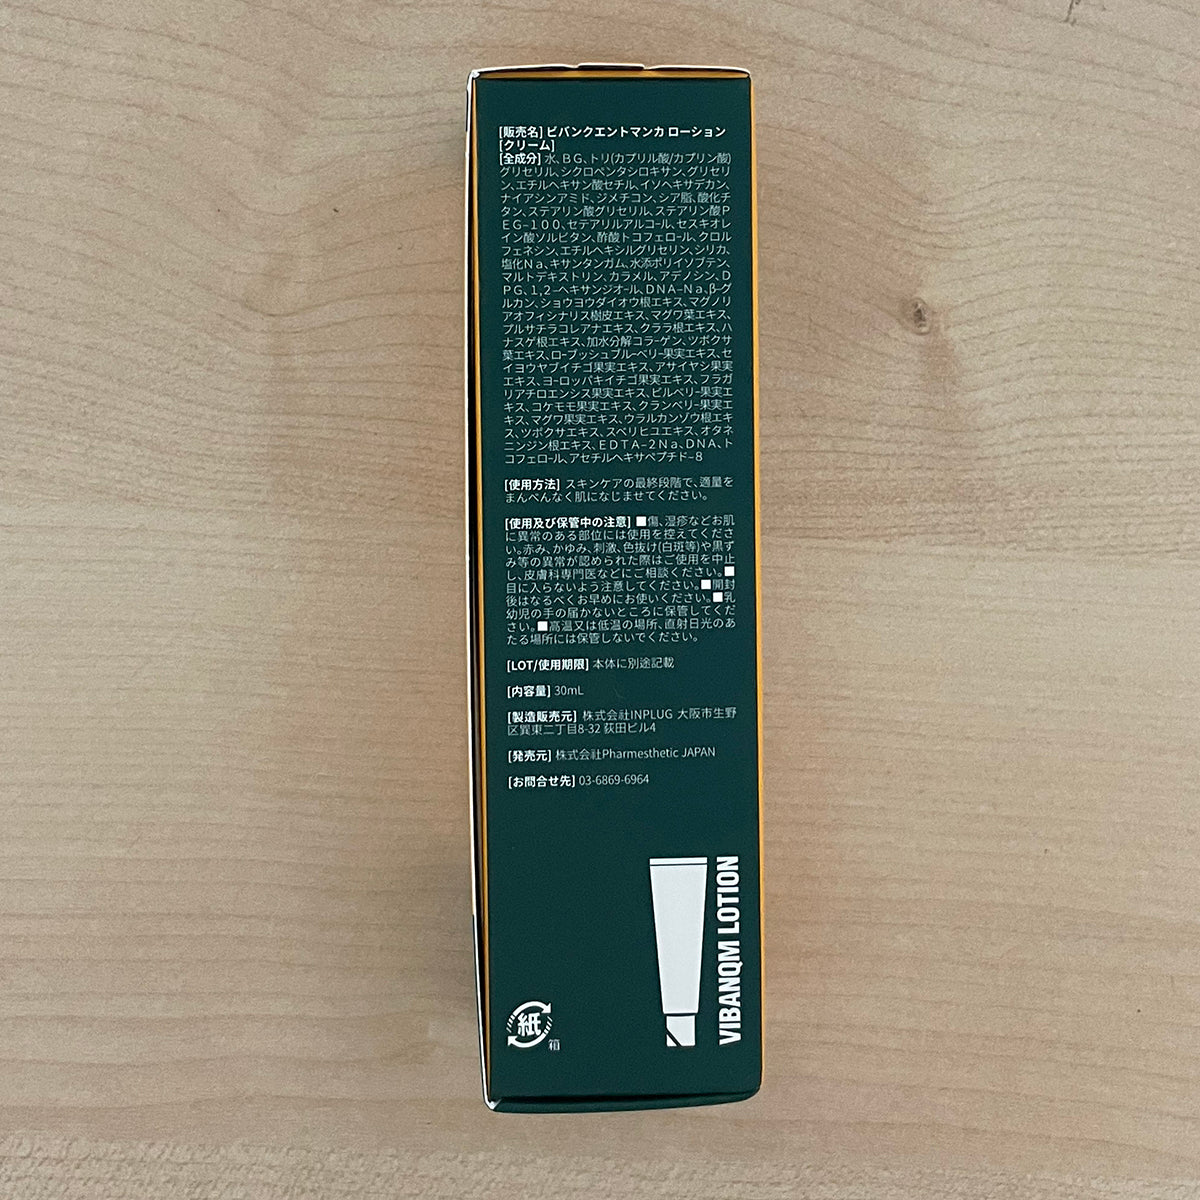 [販売名] ビバンクエントマンカ ローション
[クリーム]
[全成分] 水、ＢＧ、トリ(カプリル酸/カプリン酸)
グリセリル、シクロペンタシロキサン、グリセリ
ン、エチルヘキサン酸セチル、イソヘキサデカン、
ナイアシンアミド、ジメチコン、シア脂、酸化チ
タン、ステアリン酸グリセリル、ステアリン酸Ｐ
ＥＧ−１００、セテアリルアルコール、セスキオレ
イン酸ソルビタン、酢酸トコフェロール、クロル
フェネシン、エチルヘキシルグリセリン、シリカ、
塩化Ｎａ、キサンタンガム、水添ポリイソブテン、
マルトデキストリン、カラメル、アデノシン、Ｄ
ＰＧ、１,２−ヘキサンジオール、ＤＮＡ−Ｎａ、β−グ
ルカン、ショウヨウダイオウ根エキス、マグノリ
アオフィシナリス樹皮エキス、マグワ葉エキス、
プルサチラコレアナエキス、クララ根エキス、ハ
ナスゲ根エキス、加水分解コラーゲン、ツボクサ
葉エキス、ローブッシュブルーベリー果実エキス、セ
イヨウヤブイチゴ果実エキス、アサイヤシ果実
エキス、ヨーロッパキイチゴ果実エキス、フラガ
リアチロエンシス果実エキス、ビルベリー果実エ
キス、コケモモ果実エキス、クランベリー果実エ
キス、マグワ果実エキス、ウラルカンゾウ根エキ
ス、ツボクサエキス、スベリヒユエキス、オタネ
ニンジン根エキス、ＥＤＴＡ−２Ｎａ、ＤＮＡ、ト
コフェロール、アセチルヘキサペプチド−８
[使用方法] スキンケアの最終段階で、適量を
まんべんなく肌になじませてください。
[使用及び保管中の注意] ■傷、湿疹などお肌
に異常のある部位には使用を控えてくださ
い。赤み、かゆみ、刺激、色抜け(白斑等)や黒ず
み等の異常が認められた際はご使用を中止
し、皮膚科専門医などにご相談ください。■
目に入らないよう注意してください。■開封
後はなるべくお早めにお使いください。■乳
幼児の手の届かないところに保管してくだ
さい。■高温又は低温の場所、直射日光のあ
たる場所には保管しないでください。
[LOT/使用期限] 本体に別途記載
[内容量] 30mL
[製造販売元] 株式会社INPLUG 大阪市生野
区巽東二丁目8-32 荻田ビル4
[発売元] 株式会社Pharmesthetic JAPAN
[お問合せ先] 03-6869-6964
VIBANQM LOTION
紙
箱